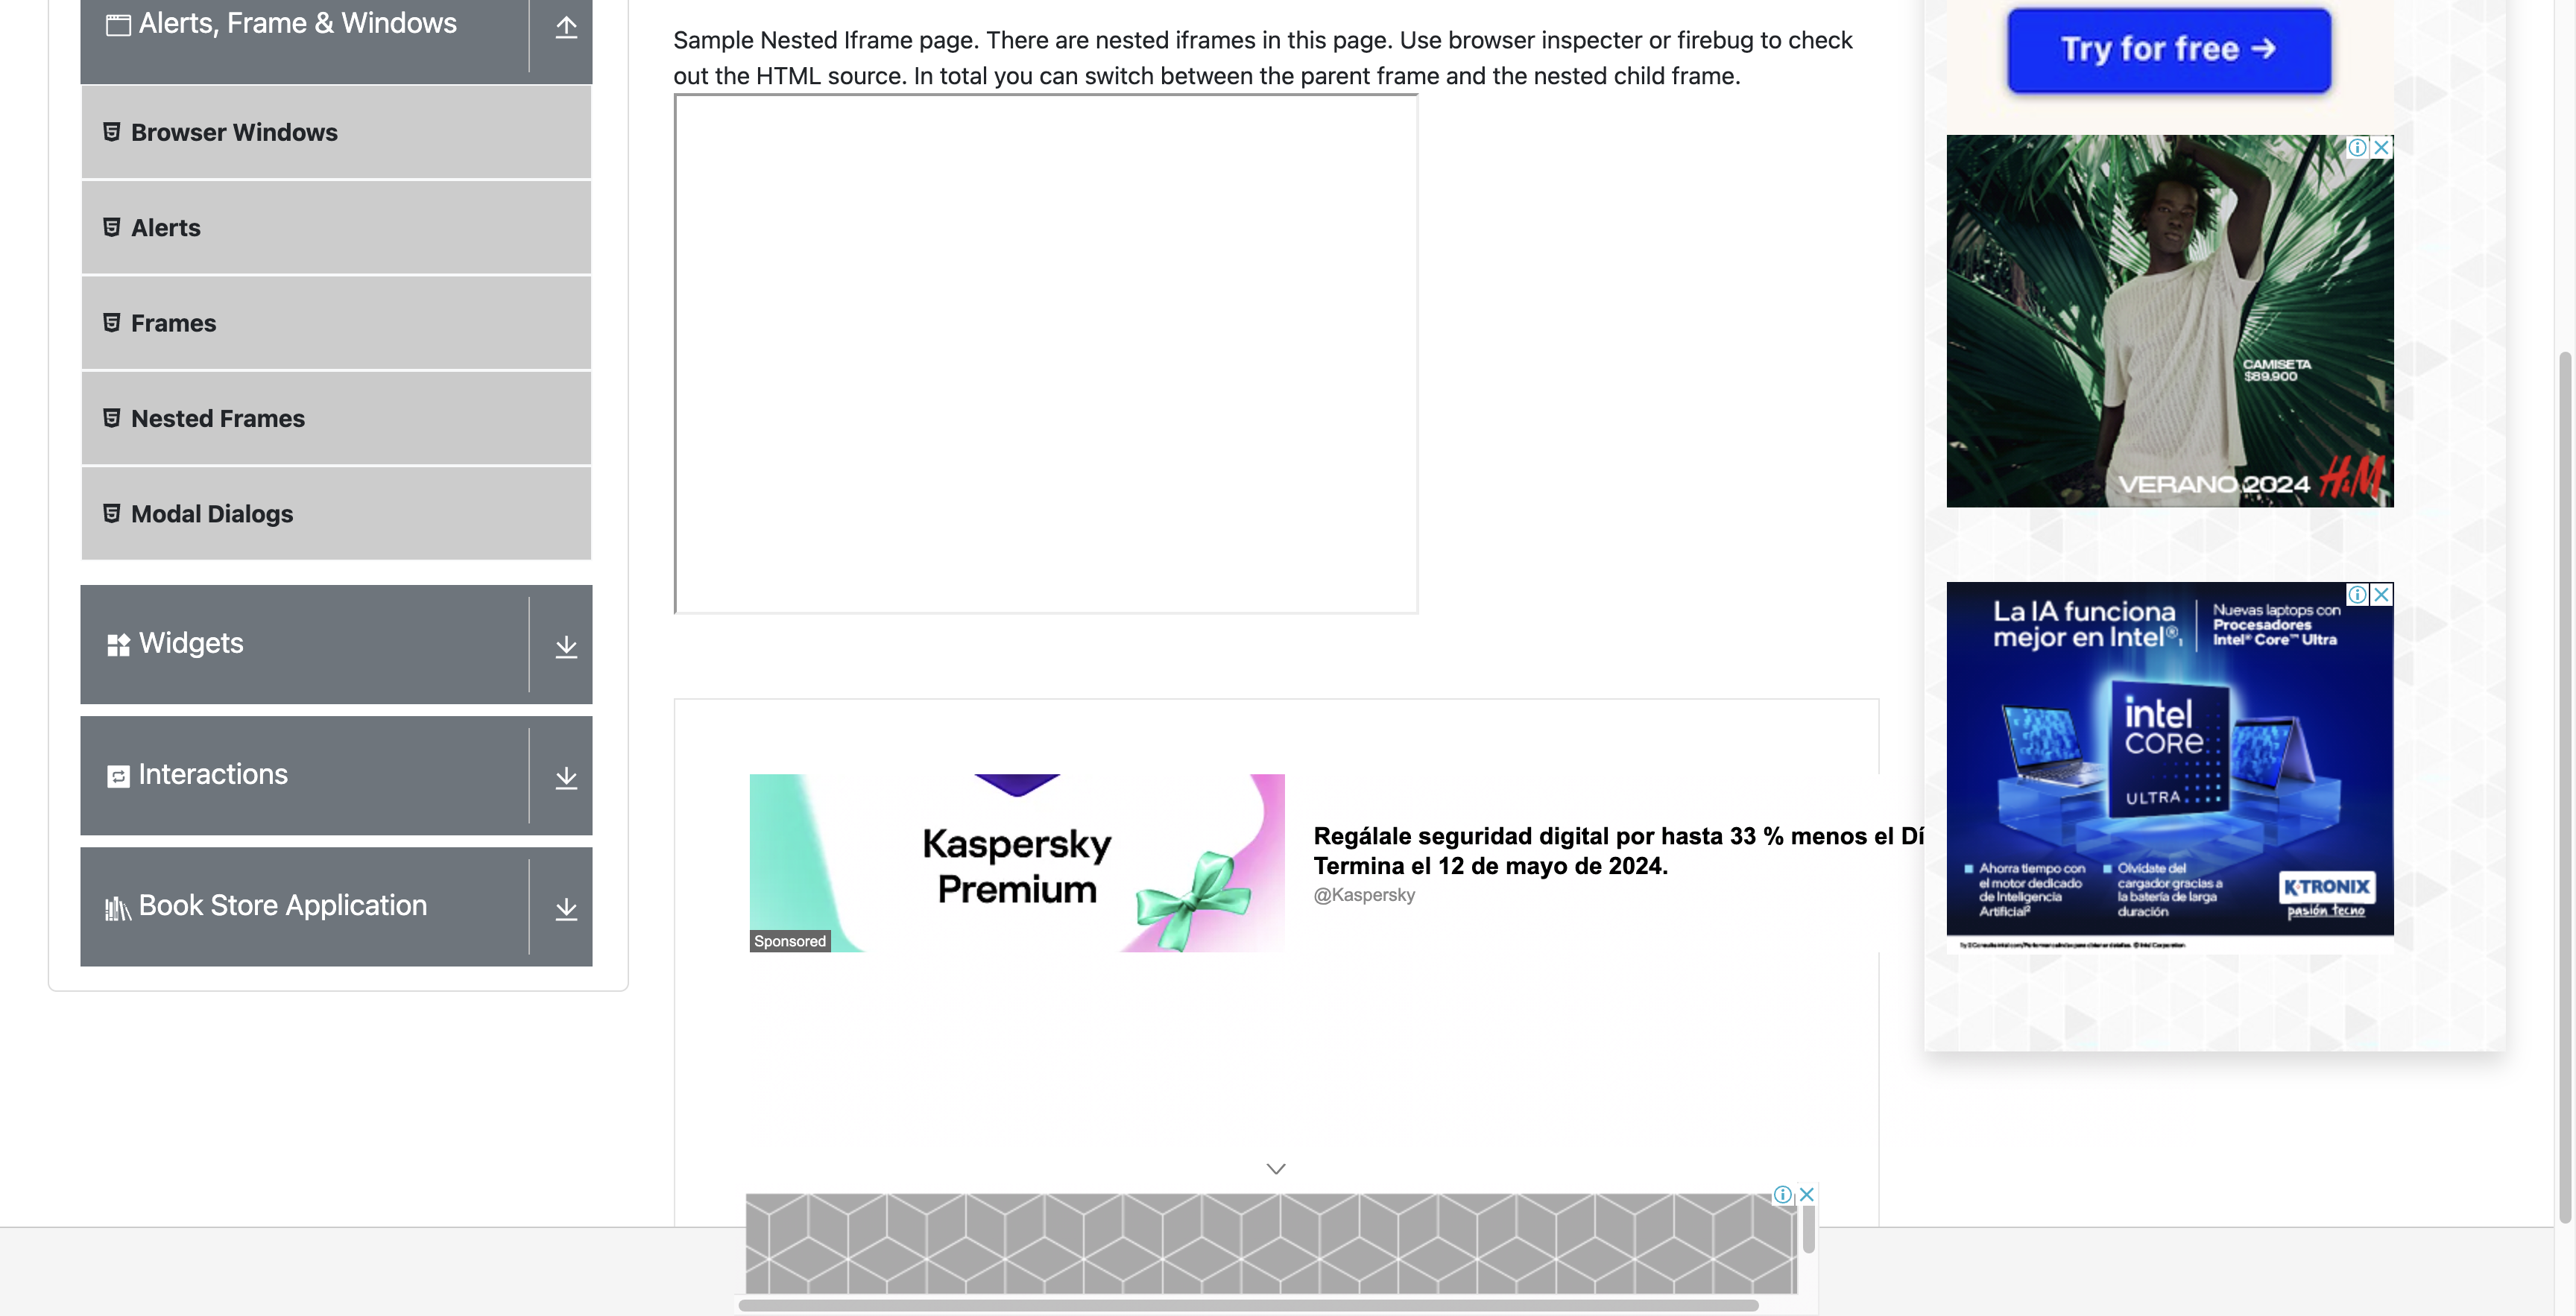 Alerts, Frame & Windows
Browser Windows
Alerts
Frames
Nested Frames
Modal Dialogs
Widgets
Interactions
Book Store Application
Sample Nested Iframe page. There are nested iframes in this page. Use browser inspecter or firebug to check
out the HTML source. In total you can switch between the parent frame and the nested child frame.
Kaspersky
Premium
Sponsored
Regálale seguridad digital por hasta 33 % menos el Dí
Termina el 12 de mayo de 2024.
@Kaspersky
Try for free →
CAMISETA
$89.900
VERANO 2024 H&M
La IA funciona
mejor en Intel®1
Nuevas laptops con
Procesadores
Intel® Core™ Ultra
intel
CORE
ULTRA
Ahorra tiempo con
el motor dedicado
de Inteligencia
Artificial²
Olvídate del
cargador gracias a
la batería de larga
duración
K-TRONIX
pasión tecno